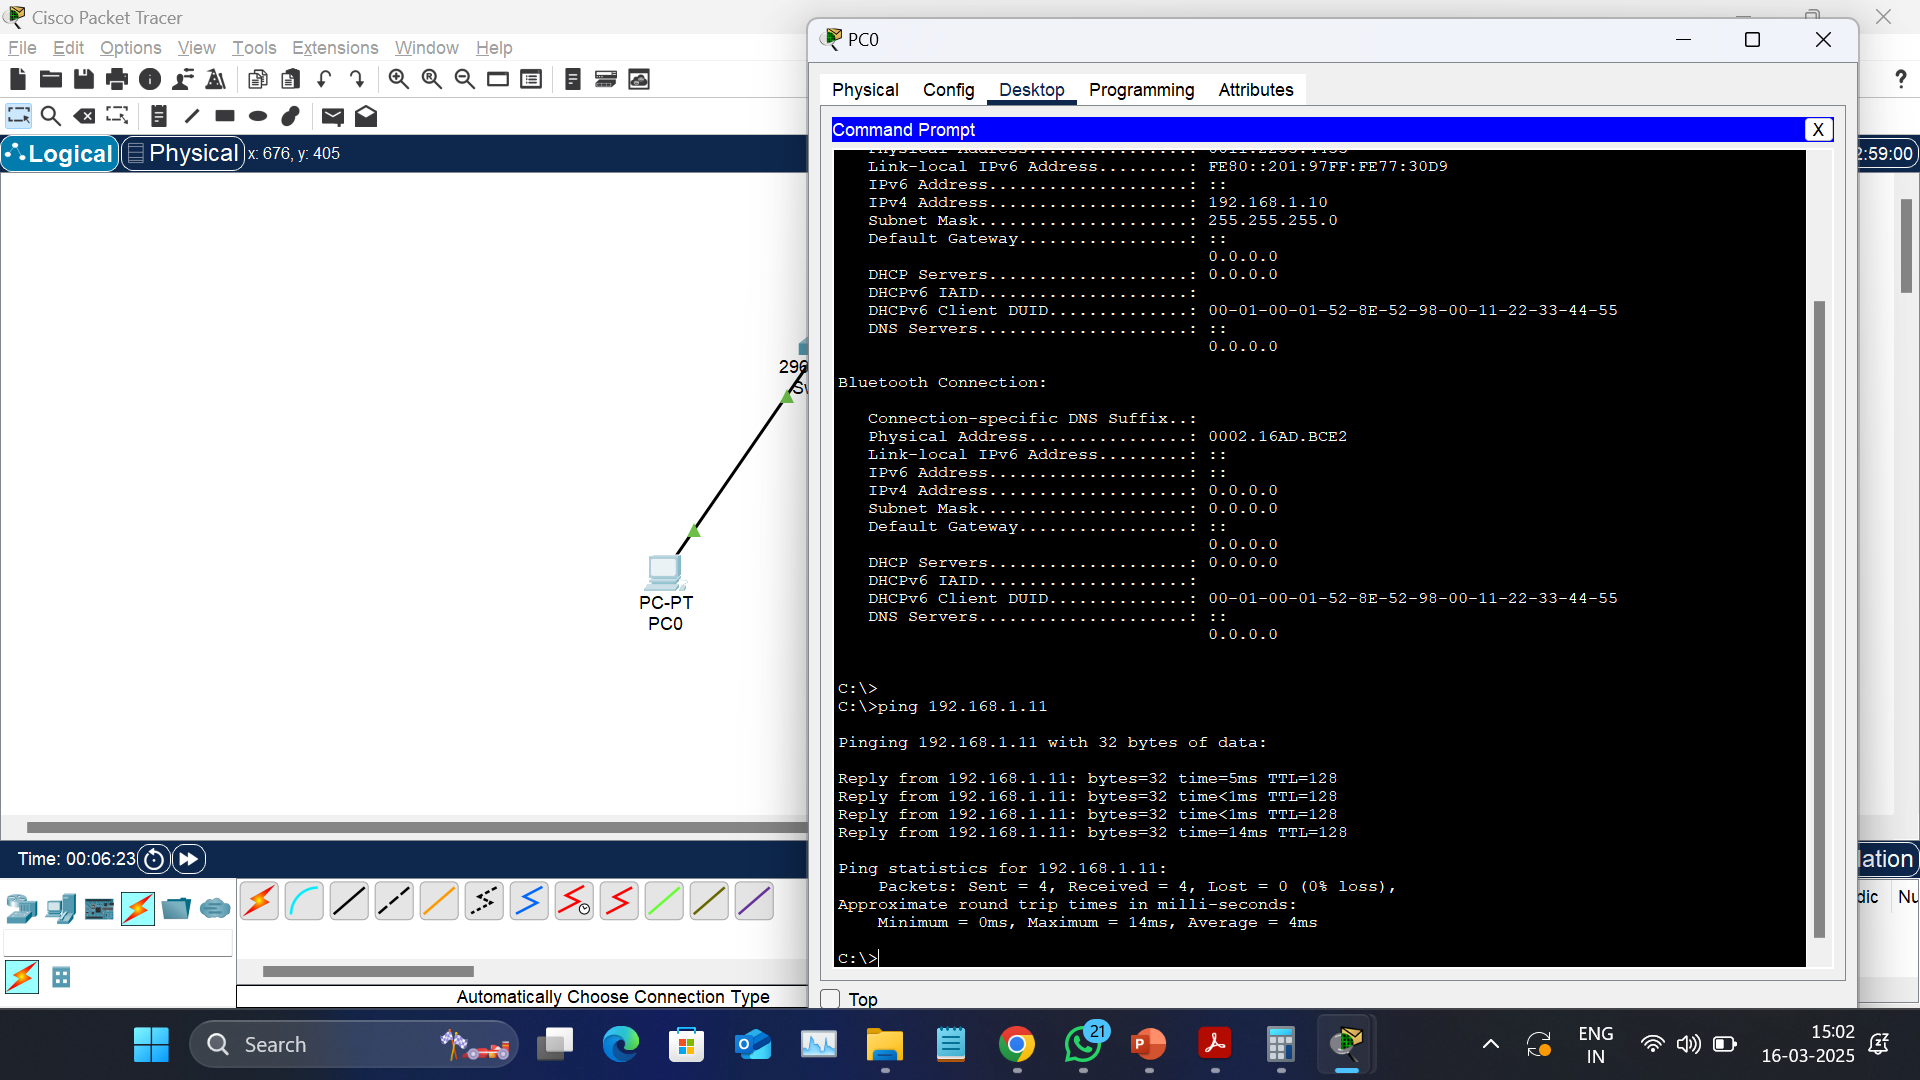 Cisco Packet Tracer
File Edit Options View Tools Extensions Window Help
?
Logical
Physical
x: 676, y: 405
:59:00
296
PC-PT
PC0
PC0
Physical Config Desktop Programming Attributes
Command Prompt
X
Link-local IPv6 Address.........: FE80::201:97FF:FE77:30D9
IPv6 Address....................: ::
IPv4 Address....................: 192.168.1.10
Subnet Mask.....................: 255.255.255.0
Default Gateway.................: ::
0.0.0.0
DHCP Servers....................: 0.0.0.0
DHCPv6 IAID.....................:
DHCPv6 Client DUID..............: 00-01-00-01-52-8E-52-98-00-11-22-33-44-55
DNS Servers.....................: ::
0.0.0.0
Bluetooth Connection:
Connection-specific DNS Suffix..:
Physical Address................: 0002.16AD.BCE2
Link-local IPv6 Address.........: ::
IPv6 Address....................: ::
IPv4 Address....................: 0.0.0.0
Subnet Mask.....................: 0.0.0.0
Default Gateway.................: ::
0.0.0.0
DHCP Servers....................: 0.0.0.0
DHCPv6 IAID.....................:
DHCPv6 Client DUID..............: 00-01-00-01-52-8E-52-98-00-11-22-33-44-55
DNS Servers.....................: ::
0.0.0.0
C:\>
C:\>ping 192.168.1.11
Pinging 192.168.1.11 with 32 bytes of data:
Reply from 192.168.1.11: bytes=32 time=5ms TTL=128
Reply from 192.168.1.11: bytes=32 time<1ms TTL=128
Reply from 192.168.1.11: bytes=32 time<1ms TTL=128
Reply from 192.168.1.11: bytes=32 time=14ms TTL=128
Ping statistics for 192.168.1.11:
Packets: Sent = 4, Received = 4, Lost = 0 (0% loss),
Approximate round trip times in milli-seconds:
Minimum = 0ms, Maximum = 14ms, Average = 4ms
C:\>
Top
Time: 00:06:23
lation
dic Nu
Automatically Choose Connection Type
Search
21
ENG
IN
15:02
16-03-2025